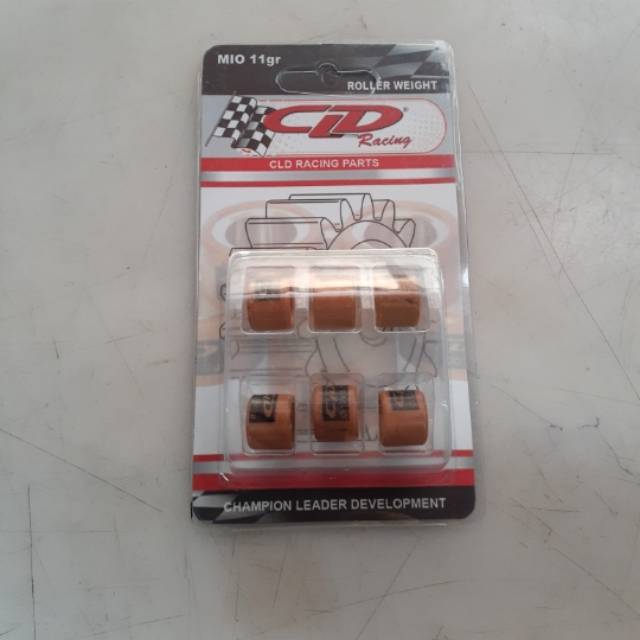 MIO 11gr
ROLLER WEIGHT
CLD®
Racing
CLD RACING PARTS
CHAMPION LEADER DEVELOPMENT